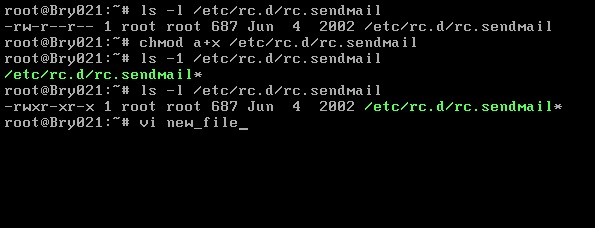 root@Bry021:~# ls -l /etc/rc.d/rc.sendmail
-rw-r--r-- 1 root root 687 Jun  4  2002 /etc/rc.d/rc.sendmail
root@Bry021:~# chmod a+x /etc/rc.d/rc.sendmail
root@Bry021:~# ls -1 /etc/rc.d/rc.sendmail
/etc/rc.d/rc.sendmail*
root@Bry021:~# ls -l /etc/rc.d/rc.sendmail
-rwxr-xr-x 1 root root 687 Jun  4  2002 /etc/rc.d/rc.sendmail*
root@Bry021:~# vi new_file_